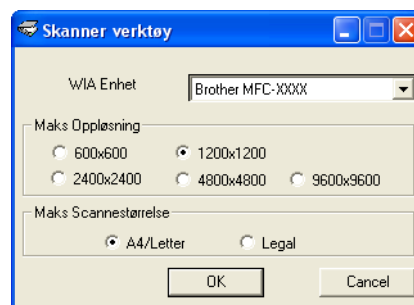 Skanner verktøy
WIA Enhet Brother MFC-XXXX
Maks Oppløsning
600x600 1200x1200
2400x2400 4800x4800 9600x9600
Maks Scannestørrelse
A4/Letter Legal
OK Cancel